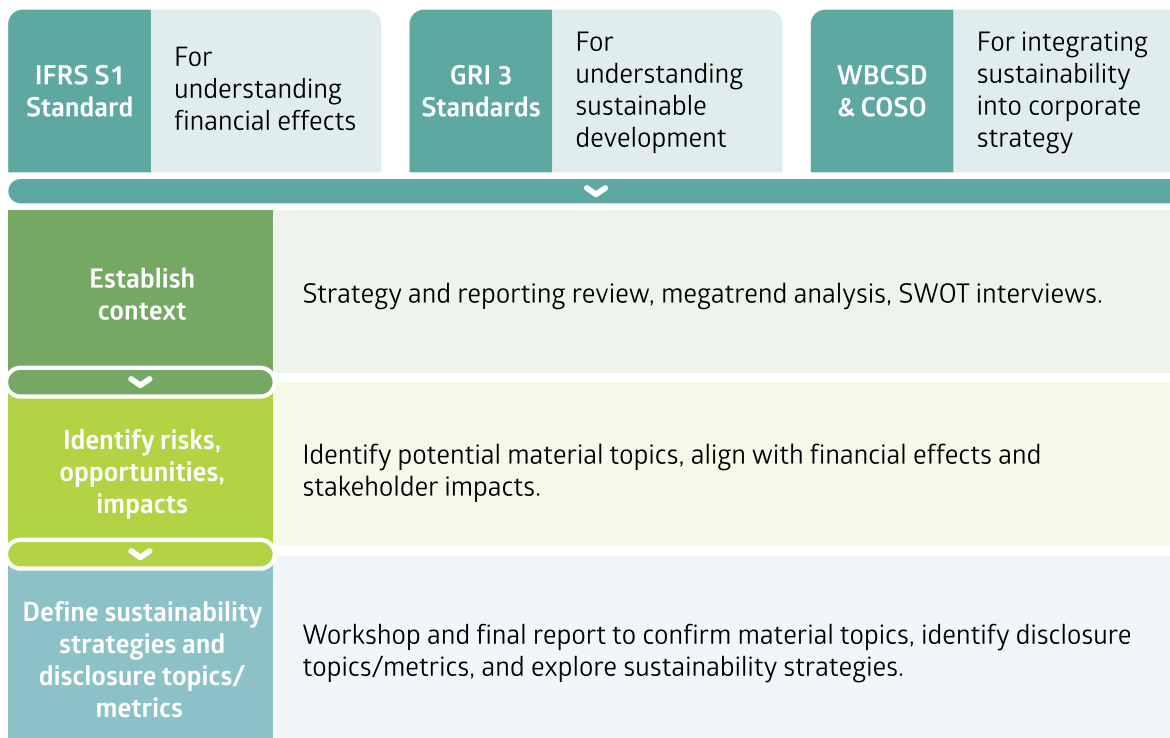 IFRS S1
Standard
For
understanding
financial effects
GRI 3
Standards
For
understanding
sustainable
development
WBCSD
& COSO
For integrating
sustainability
into corporate
strategy
Establish
context
Strategy and reporting review, megatrend analysis, SWOT interviews.
Identify risks,
opportunities,
impacts
Identify potential material topics, align with financial effects and
stakeholder impacts.
Define sustainability
strategies and
disclosure topics/
metrics
Workshop and final report to confirm material topics, identify disclosure
topics/metrics, and explore sustainability strategies.